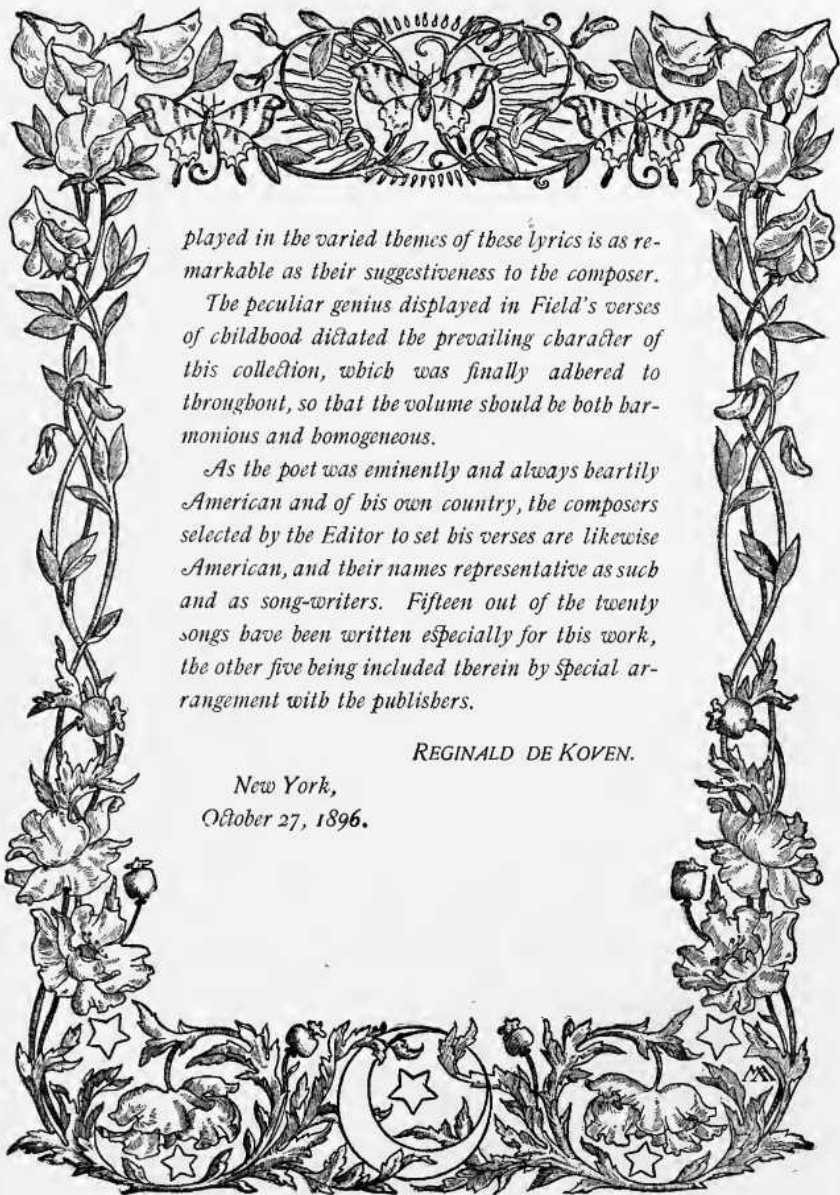 played in the varied themes of these lyrics is as re-
markable as their suggestiveness to the composer.
The peculiar genius displayed in Field's verses
of childhood dictated the prevailing character of
this collection, which was finally adhered to
throughout, so that the volume should be both har-
monious and homogeneous.
As the poet was eminently and always heartily
American and of his own country, the composers
selected by the Editor to set his verses are likewise
American, and their names representative as such
and as song-writers. Fifteen out of the twenty
songs have been written especially for this work,
the other five being included therein by special ar-
rangement with the publishers.
REGINALD DE KOVEN.
New York,
October 27, 1896.